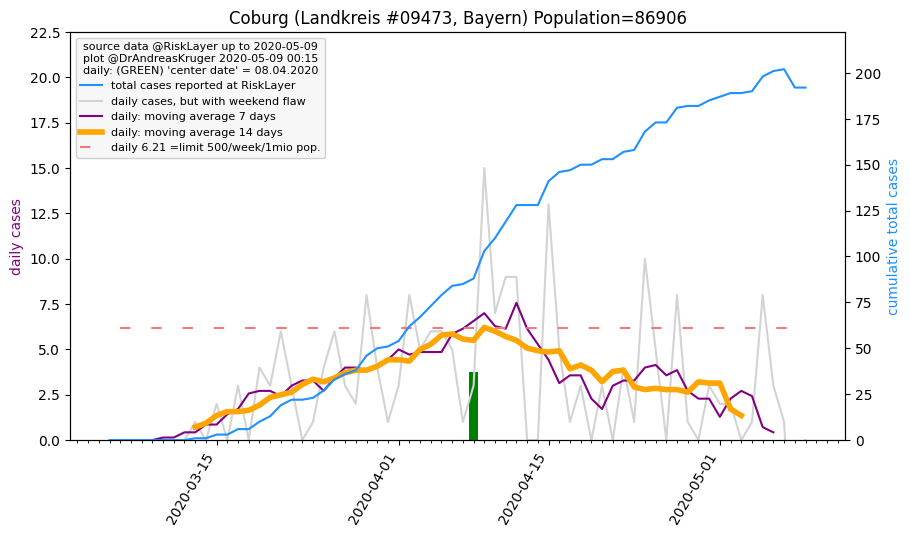 Coburg (Landkreis #09473, Bayern) Population=86906
source data @RiskLayer up to 2020-05-09
plot @DrAndreasKruger 2020-05-09 00:15
daily: (GREEN) 'center date' = 08.04.2020
total cases reported at RiskLayer
daily cases, but with weekend flaw
daily: moving average 7 days
daily: moving average 14 days
daily 6.21 =limit 500/week/1mio pop.
daily cases
22.5
20.0
17.5
15.0
12.5
10.0
7.5
5.0
2.5
0.0
200
175
150
125
100
75
50
25
0
cumulative total cases
2020-03-15
2020-04-01
2020-04-15
2020-05-01